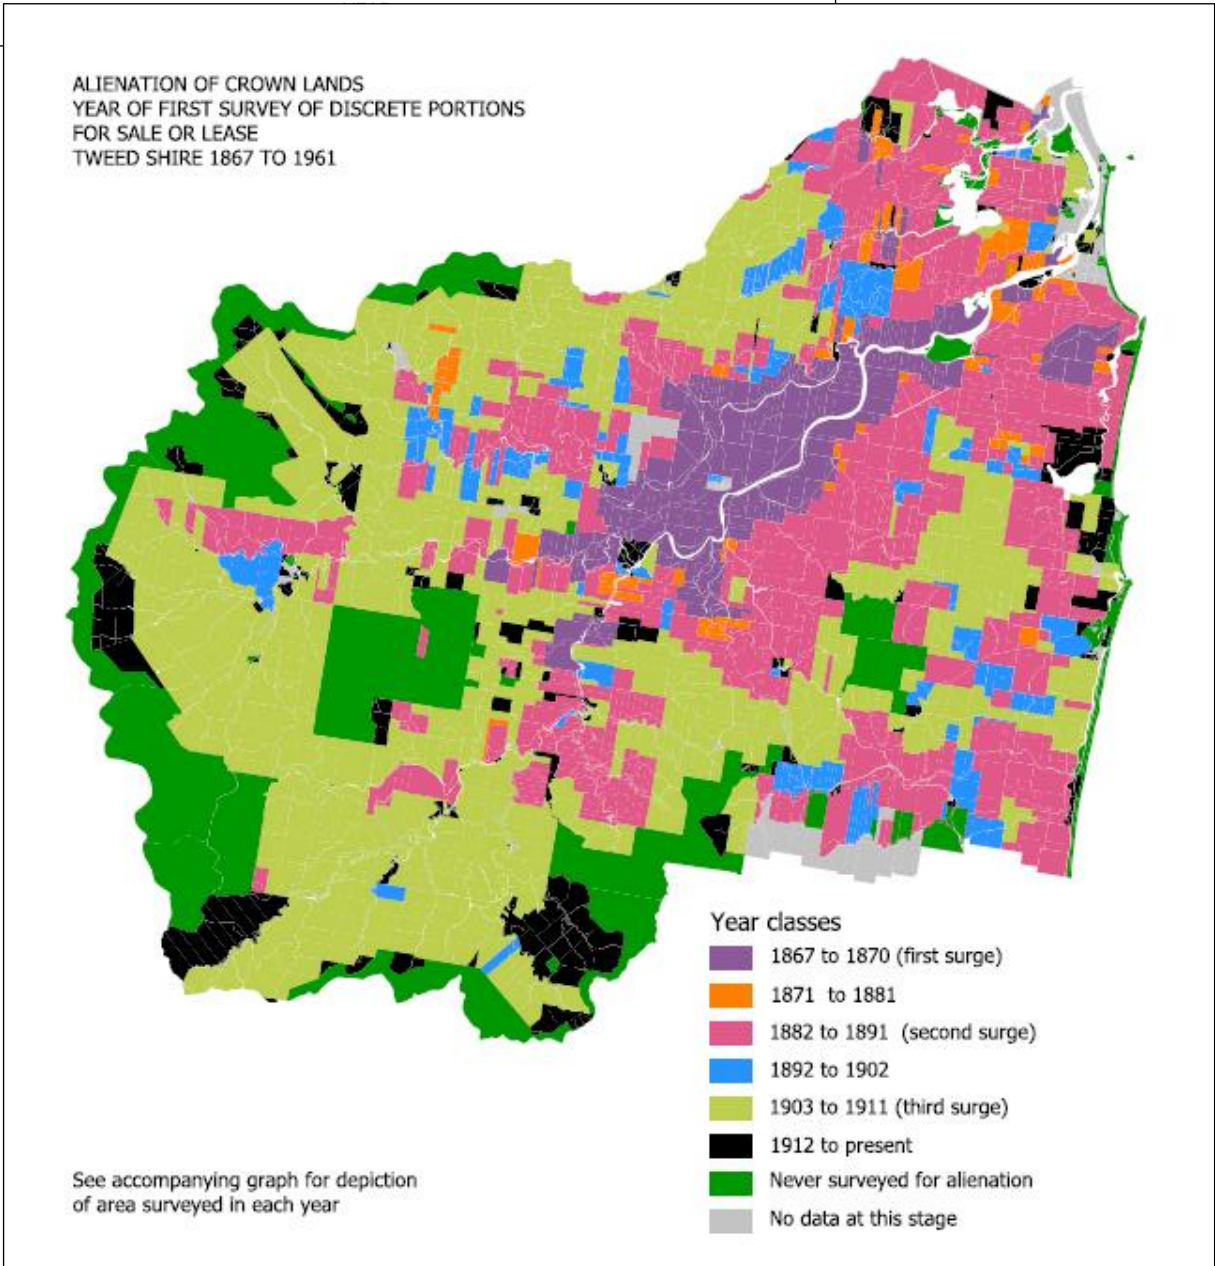 ALIENATION OF CROWN LANDS
YEAR OF FIRST SURVEY OF DISCRETE PORTIONS
FOR SALE OR LEASE
TWEED SHIRE 1867 TO 1961
Year classes
1867 to 1870 (first surge)
1871 to 1881
1882 to 1891 (second surge)
1892 to 1902
1903 to 1911 (third surge)
1912 to present
Never surveyed for alienation
No data at this stage
See accompanying graph for depiction
of area surveyed in each year